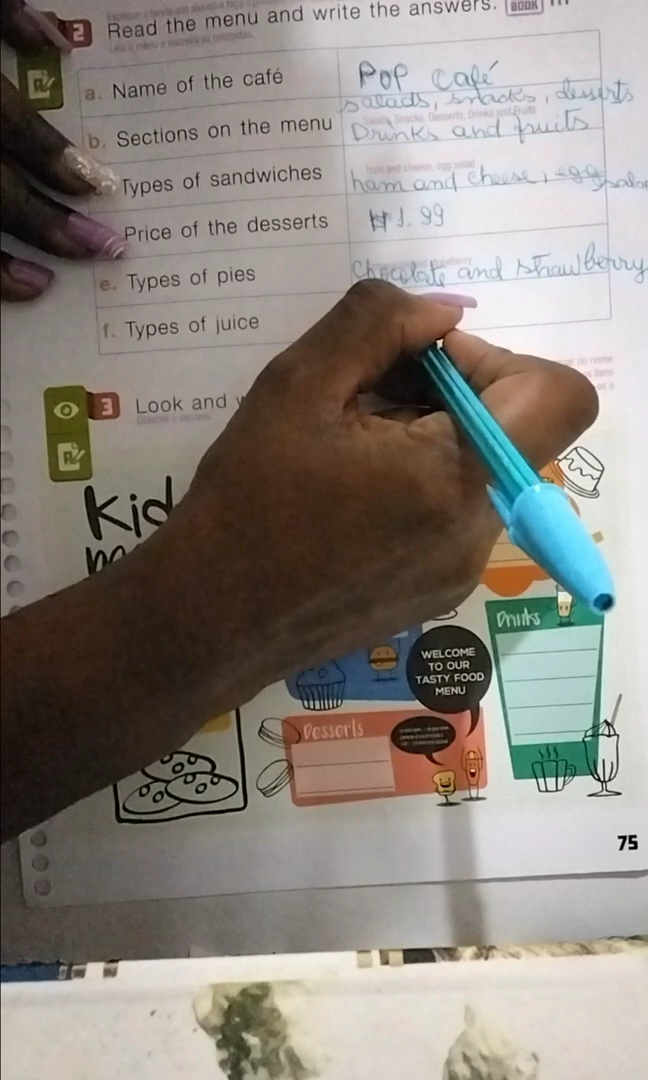 2 Read the menu and write the answers. BOOK
a. Name of the café POP Café
salads, snacks, desserts
Salads, Snacks, Desserts, Drinks and Fruits
b. Sections on the menu Drinks and fruits
ham and cheese, egg salad
Types of sandwiches ham and cheese, egg salad
Price of the desserts 1.99
e. Types of pies Chocolate and strawberry
f. Types of juice
3 Look and
Kid
Drinks
WELCOME
TO OUR
TASTY FOOD
MENU
Desserts
75